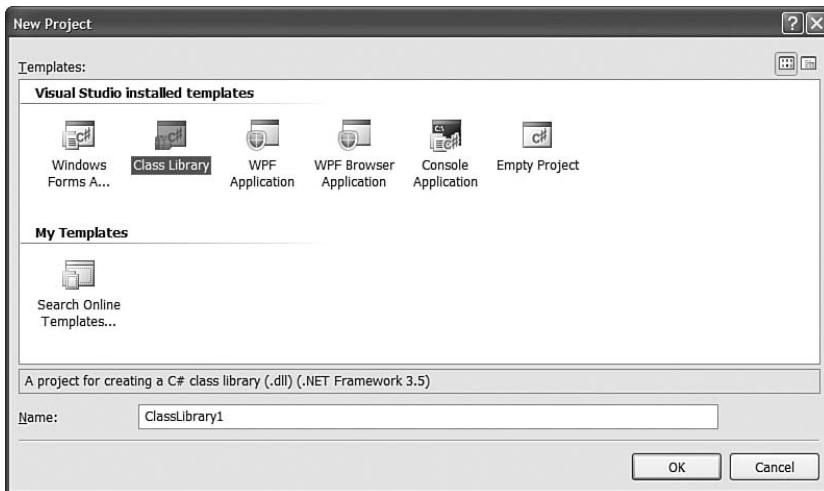 New Project
Templates:
Visual Studio installed templates
Windows Forms A...
Class Library
WPF Application
WPF Browser Application
Console Application
Empty Project
My Templates
Search Online Templates...
A project for creating a C# class library (.dll) (.NET Framework 3.5)
Name:
ClassLibrary1
OK
Cancel